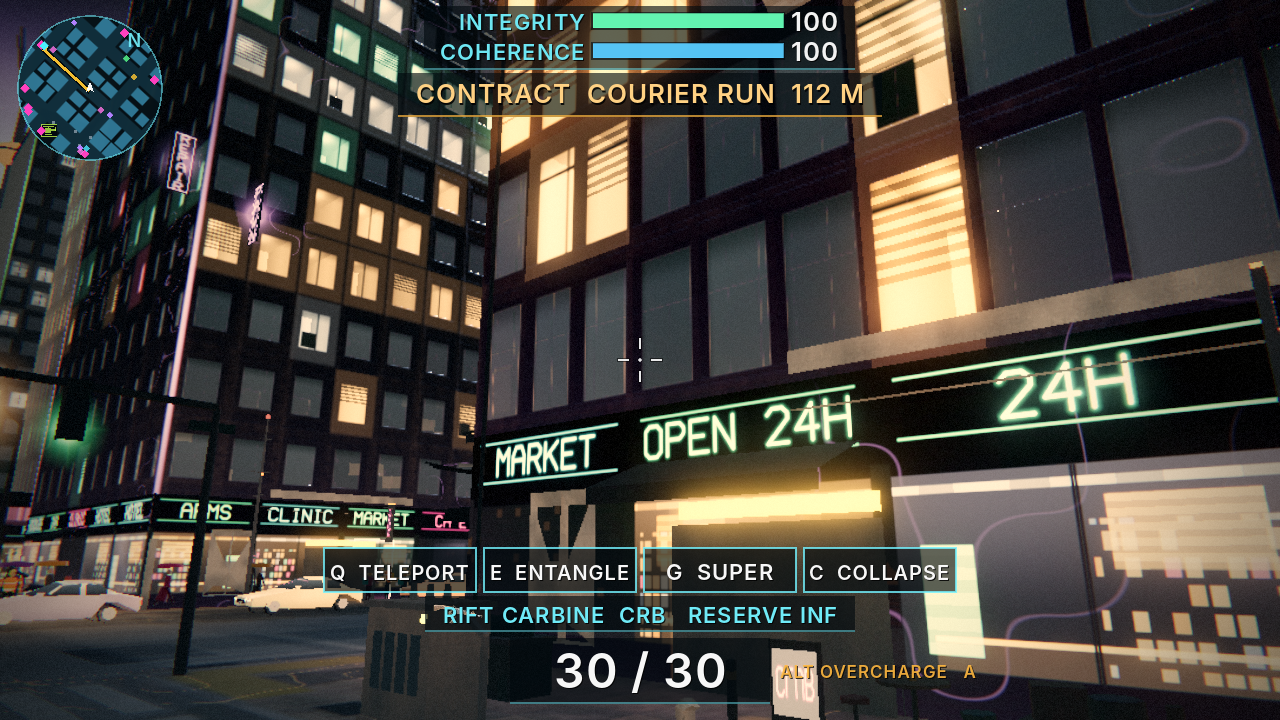 INTEGRITY 100
COHERENCE 100
CONTRACT COURIER RUN 112 M
N
MARKET OPEN 24H 24H
ARMS CLINIC MARKET
Q TELEPORT E ENTANGLE G SUPER C COLLAPSE
RIFT CARBINE CRB RESERVE INF
30 / 30
ALT OVERCHARGE A